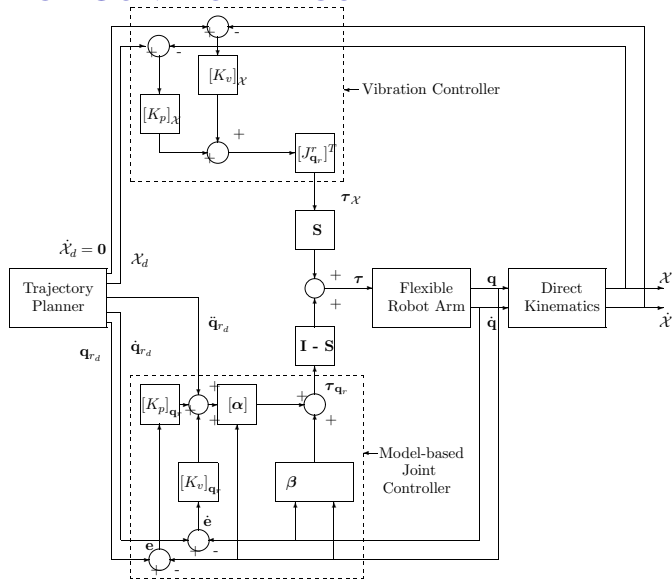 + -
+ -
[K_v]_𝒳
[K_p]_𝒳
Vibration Controller
+
+
[J^r_{q_r}]^T
τ_𝒳
S
𝒳̇_d = 0
𝒳_d
Trajectory
Planner
+
τ
+
Flexible
Robot Arm
q
q̇
Direct
Kinematics
𝒳
𝒳̇
q̈_{r_d}
q̇_{r_d}
q_{r_d}
I - S
τ_{q_r}
[K_p]_{q_r}
+
+
+
[α]
+
+
Model-based
Joint
Controller
[K_v]_{q_r}
β
ė
e
+ -
+ -